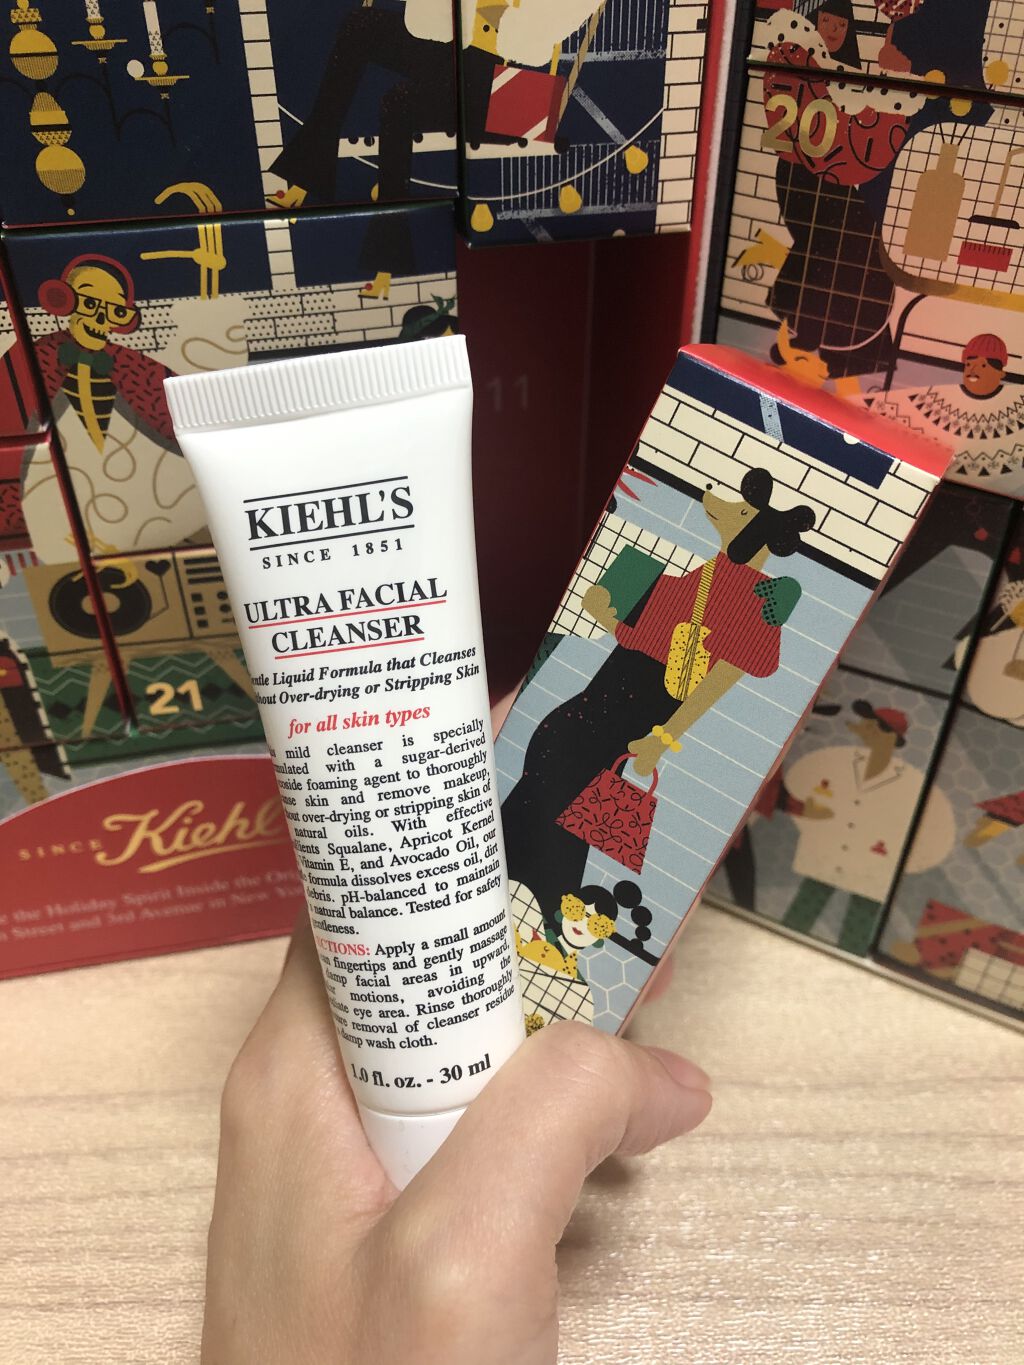 20
11
21
SINCE Kiehl
the Holiday Spirit Inside the
Street and 3rd Avenue in New
KIEHL'S
SINCE 1851
ULTRA FACIAL
CLEANSER
Liquid Formula that Cleanses
Over-drying or Stripping Skin
for all skin types
mild cleanser is specially
with a sugar-derived
foaming agent to thoroughly
skin and remove makeup,
over-drying or stripping skin of
natural oils. With effective
Squalane, Apricot Kernel
Vitamin E, and Avocado Oil, our
formula dissolves excess oil, dirt
debris. pH-balanced to maintain
natural balance. Tested for safety
Apply a small amount
fingertips and gently massage
facial areas in upward,
motions, avoiding the
eye area. Rinse thoroughly
removal of cleanser residue
damp wash cloth.
1.0 fl. oz. - 30 ml